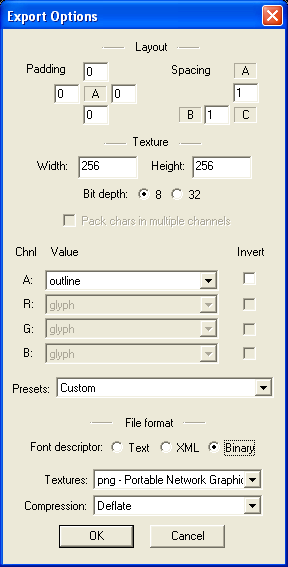 Export Options
Layout
Padding 0 Spacing A
0 A 0 1
0 B 1 C
Texture
Width: 256 Height: 256
Bit depth: 8 32
Pack chars in multiple channels
Chnl Value Invert
A: outline
R: glyph
G: glyph
B: glyph
Presets: Custom
File format
Font descriptor: Text XML Binary
Textures: png - Portable Network Graphic
Compression: Deflate
OK Cancel